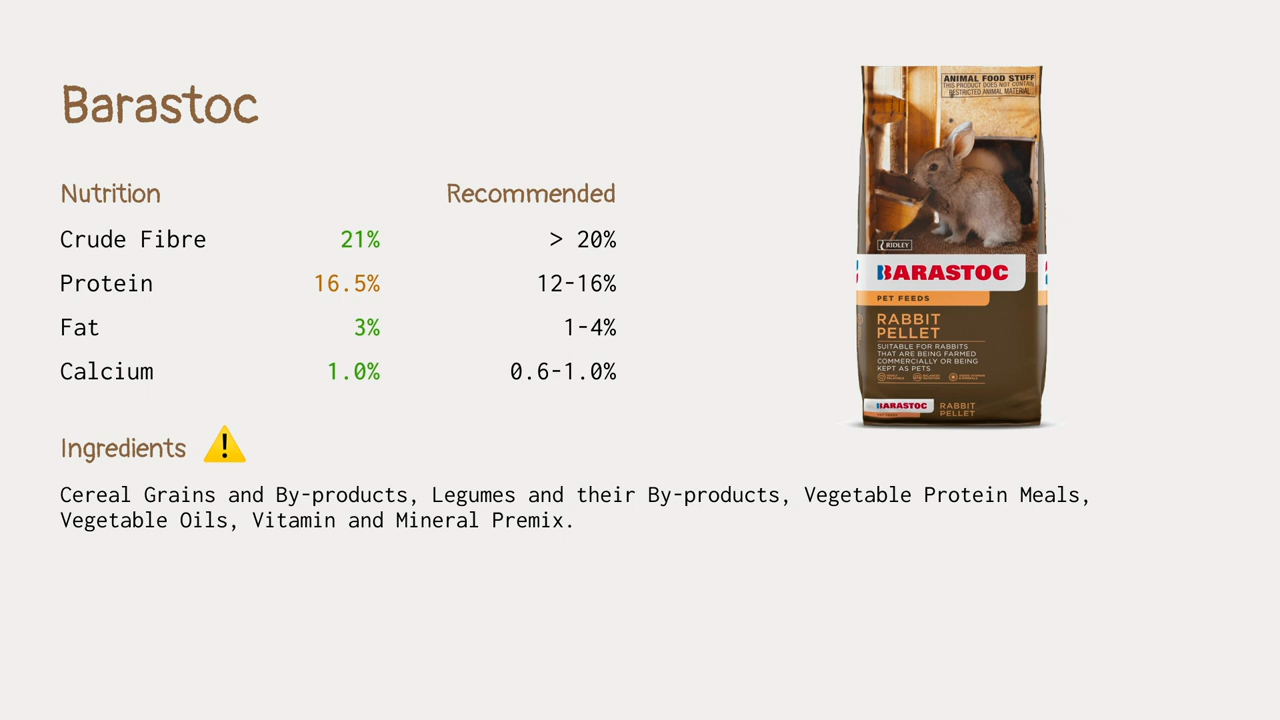 Barastoc
Nutrition Recommended
Crude Fibre 21% > 20%
Protein 16.5% 12-16%
Fat 3% 1-4%
Calcium 1.0% 0.6-1.0%
Ingredients
Cereal Grains and By-products, Legumes and their By-products, Vegetable Protein Meals,
Vegetable Oils, Vitamin and Mineral Premix.
ANIMAL FOOD STUFF
THIS PRODUCT DOES NOT CONTAIN
RESTRICTED ANIMAL MATERIAL
RIDLEY
BARASTOC
PET FEEDS
RABBIT
PELLET
SUITABLE FOR RABBITS
THAT ARE BEING FARMED
COMMERCIALLY OR BEING
KEPT AS PETS
BARASTOC
RABBIT
PELLET